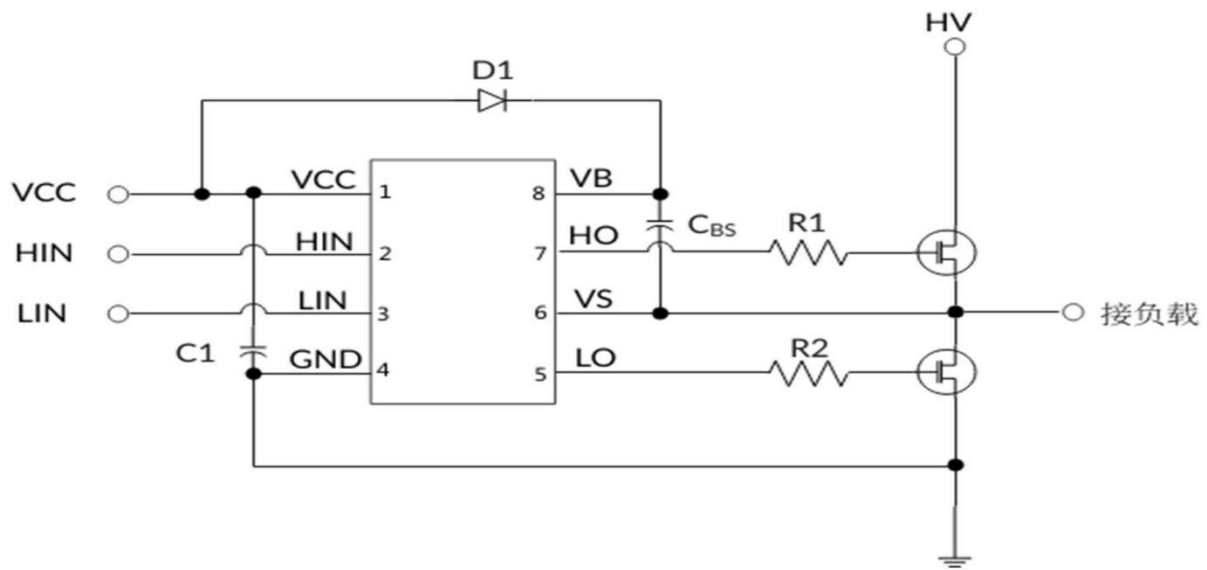 HV
D1
VCC VCC 1 8 VB
C_BS
HIN HIN 2 7 HO R1
LIN LIN 3 6 VS 接负载
C1 GND 4 5 LO R2